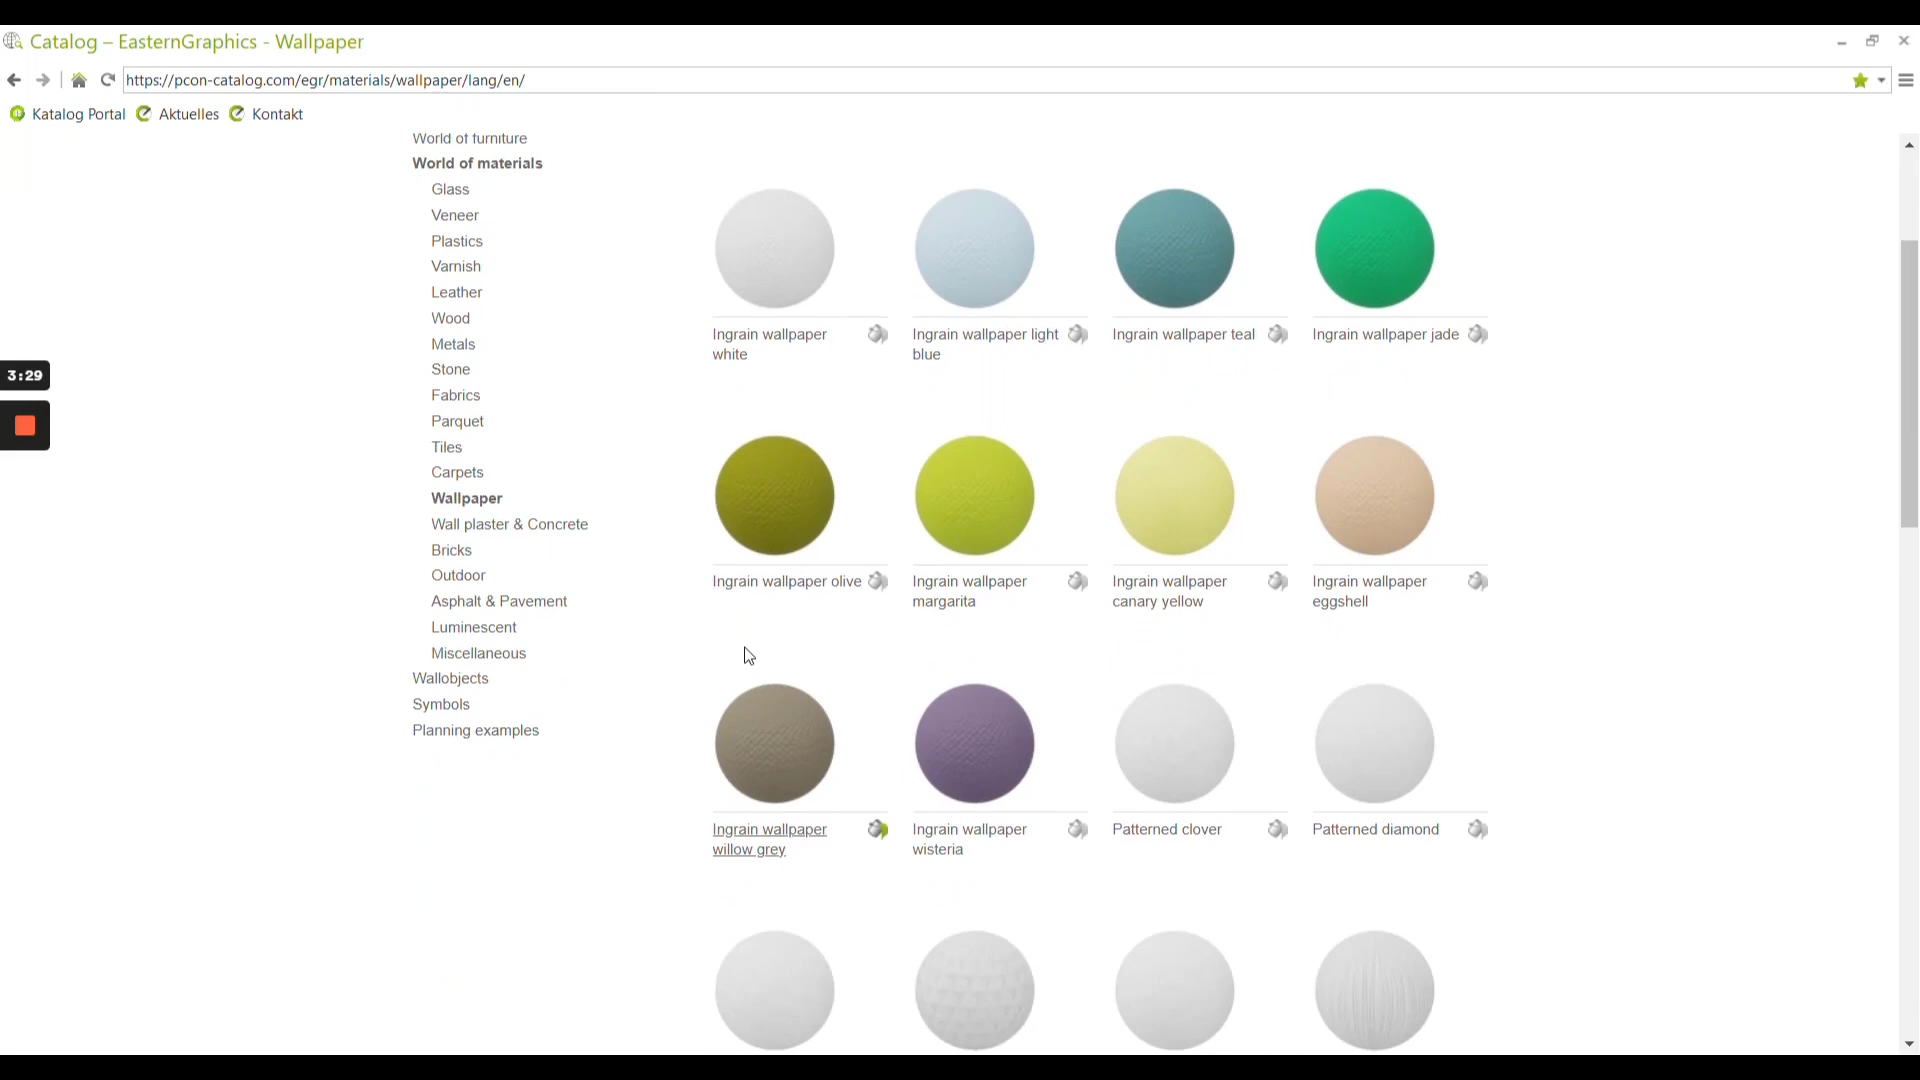 Catalog – EasternGraphics - Wallpaper
https://pcon-catalog.com/egr/materials/wallpaper/lang/en/
Katalog Portal
Aktuelles
Kontakt
World of furniture
World of materials
Glass
Veneer
Plastics
Varnish
Leather
Wood
Metals
Stone
Fabrics
Parquet
Tiles
Carpets
Wallpaper
Wall plaster & Concrete
Bricks
Outdoor
Asphalt & Pavement
Luminescent
Miscellaneous
Wallobjects
Symbols
Planning examples
3:29
Ingrain wallpaper
white
Ingrain wallpaper light
blue
Ingrain wallpaper teal
Ingrain wallpaper jade
Ingrain wallpaper olive
Ingrain wallpaper
margarita
Ingrain wallpaper
canary yellow
Ingrain wallpaper
eggshell
Ingrain wallpaper
willow grey
Ingrain wallpaper
wisteria
Patterned clover
Patterned diamond